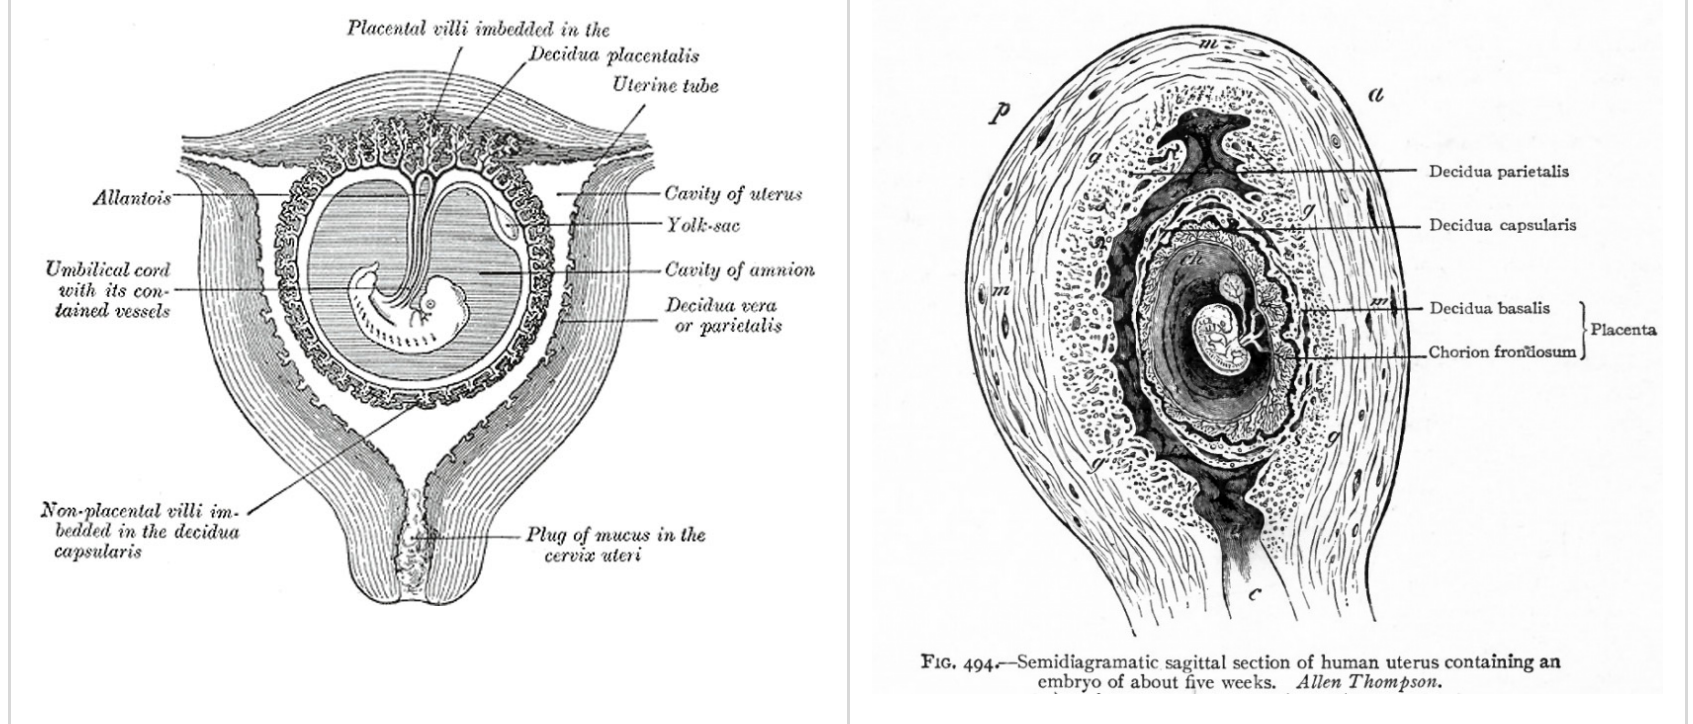 Placental villi imbedded in the
Decidua placentalis
Uterine tube
Allantois
Cavity of uterus
Yolk-sac
Umbilical cord
with its con-
tained vessels
Cavity of amnion
Decidua vera
or parietalis
Non-placental villi im-
bedded in the decidua
capsularis
Plug of mucus in the
cervix uteri
m
p
a
g
Decidua parietalis
g
Decidua capsularis
ch
m
m
Decidua basalis
Placenta
Chorion frondosum
g
g
c
FIG. 494.—Semidiagramatic sagittal section of human uterus containing an
embryo of about five weeks. Allen Thompson.